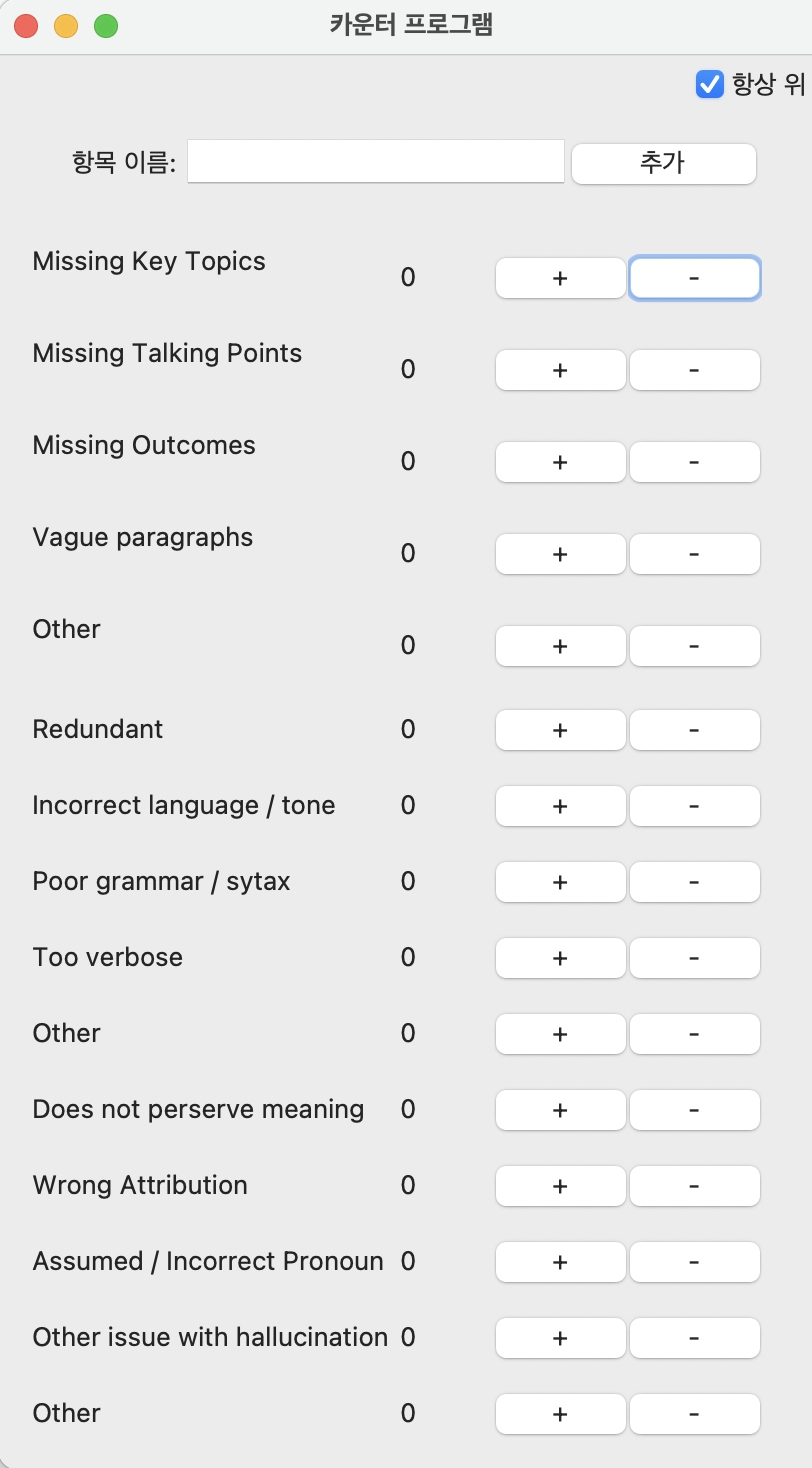 카운터 프로그램
항상 위
항목 이름: 추가
Missing Key Topics 0 + -
Missing Talking Points 0 + -
Missing Outcomes 0 + -
Vague paragraphs 0 + -
Other 0 + -
Redundant 0 + -
Incorrect language / tone 0 + -
Poor grammar / sytax 0 + -
Too verbose 0 + -
Other 0 + -
Does not perserve meaning 0 + -
Wrong Attribution 0 + -
Assumed / Incorrect Pronoun 0 + -
Other issue with hallucination 0 + -
Other 0 + -